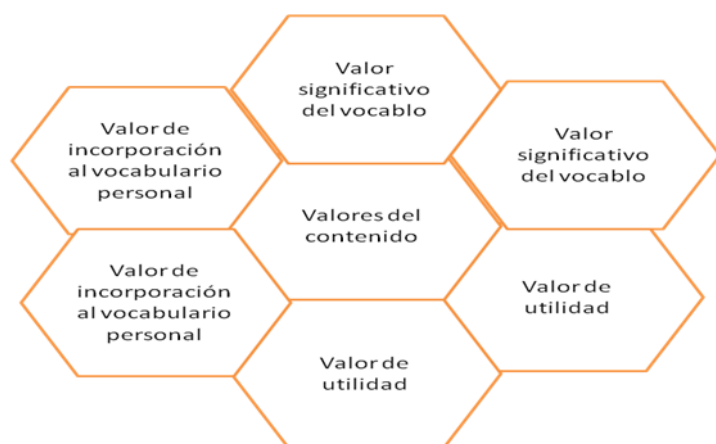 Valor
significativo
del vocablo
Valor de
incorporación
al vocabulario
personal
Valor
significativo
del vocablo
Valores del
contenido
Valor de
incorporación
al vocabulario
personal
Valor de
utilidad
Valor de
utilidad